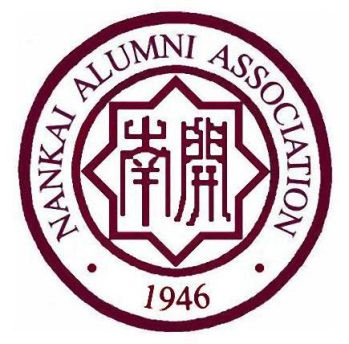 NANKAI ALUMNI ASSOCIATION
南開
1946